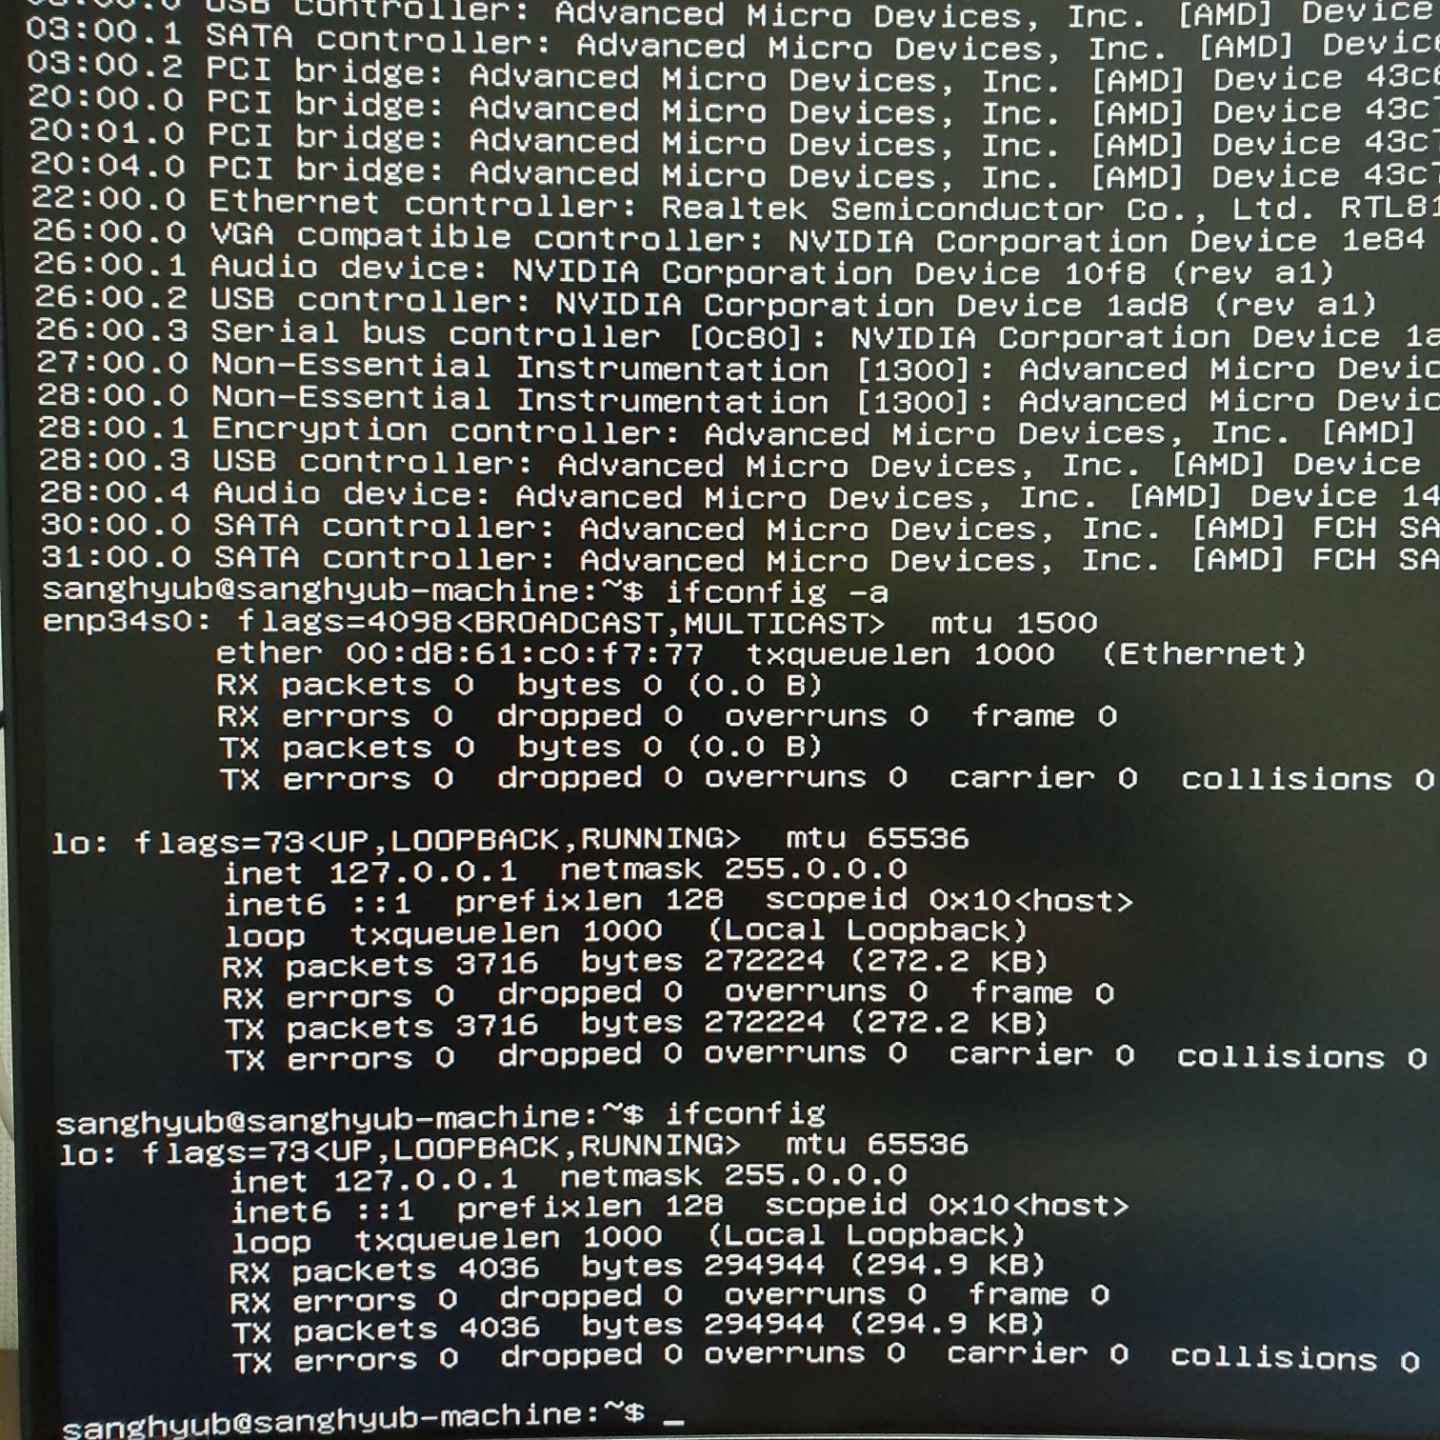 USB controller: Advanced Micro Devices, Inc. [AMD] Device
03:00.1 SATA controller: Advanced Micro Devices, Inc. [AMD] Device
03:00.2 PCI bridge: Advanced Micro Devices, Inc. [AMD] Device 43c6
20:00.0 PCI bridge: Advanced Micro Devices, Inc. [AMD] Device 43c7
20:01.0 PCI bridge: Advanced Micro Devices, Inc. [AMD] Device 43c7
20:04.0 PCI bridge: Advanced Micro Devices, Inc. [AMD] Device 43c7
22:00.0 Ethernet controller: Realtek Semiconductor Co., Ltd. RTL81
26:00.0 VGA compatible controller: NVIDIA Corporation Device 1e84
26:00.1 Audio device: NVIDIA Corporation Device 10f8 (rev a1)
26:00.2 USB controller: NVIDIA Corporation Device 1ad8 (rev a1)
26:00.3 Serial bus controller [0c80]: NVIDIA Corporation Device 1a
27:00.0 Non-Essential Instrumentation [1300]: Advanced Micro Devic
28:00.0 Non-Essential Instrumentation [1300]: Advanced Micro Devic
28:00.1 Encryption controller: Advanced Micro Devices, Inc. [AMD]
28:00.3 USB controller: Advanced Micro Devices, Inc. [AMD] Device
28:00.4 Audio device: Advanced Micro Devices, Inc. [AMD] Device 14
30:00.0 SATA controller: Advanced Micro Devices, Inc. [AMD] FCH SA
31:00.0 SATA controller: Advanced Micro Devices, Inc. [AMD] FCH SA
sanghyub@sanghyub-machine:~$ ifconfig -a
enp34s0: flags=4098<BROADCAST,MULTICAST>  mtu 1500
ether 00:d8:61:c0:f7:77  txqueuelen 1000  (Ethernet)
RX packets 0  bytes 0 (0.0 B)
RX errors 0  dropped 0  overruns 0  frame 0
TX packets 0  bytes 0 (0.0 B)
TX errors 0  dropped 0 overruns 0  carrier 0  collisions 0
lo: flags=73<UP,LOOPBACK,RUNNING>  mtu 65536
inet 127.0.0.1  netmask 255.0.0.0
inet6 ::1  prefixlen 128  scopeid 0x10<host>
loop  txqueuelen 1000  (Local Loopback)
RX packets 3716  bytes 272224 (272.2 KB)
RX errors 0  dropped 0  overruns 0  frame 0
TX packets 3716  bytes 272224 (272.2 KB)
TX errors 0  dropped 0 overruns 0  carrier 0  collisions 0
sanghyub@sanghyub-machine:~$ ifconfig
lo: flags=73<UP,LOOPBACK,RUNNING>  mtu 65536
inet 127.0.0.1  netmask 255.0.0.0
inet6 ::1  prefixlen 128  scopeid 0x10<host>
loop  txqueuelen 1000  (Local Loopback)
RX packets 4036  bytes 294944 (294.9 KB)
RX errors 0  dropped 0  overruns 0  frame 0
TX packets 4036  bytes 294944 (294.9 KB)
TX errors 0  dropped 0 overruns 0  carrier 0  collisions 0
sanghyub@sanghyub-machine:~$ _